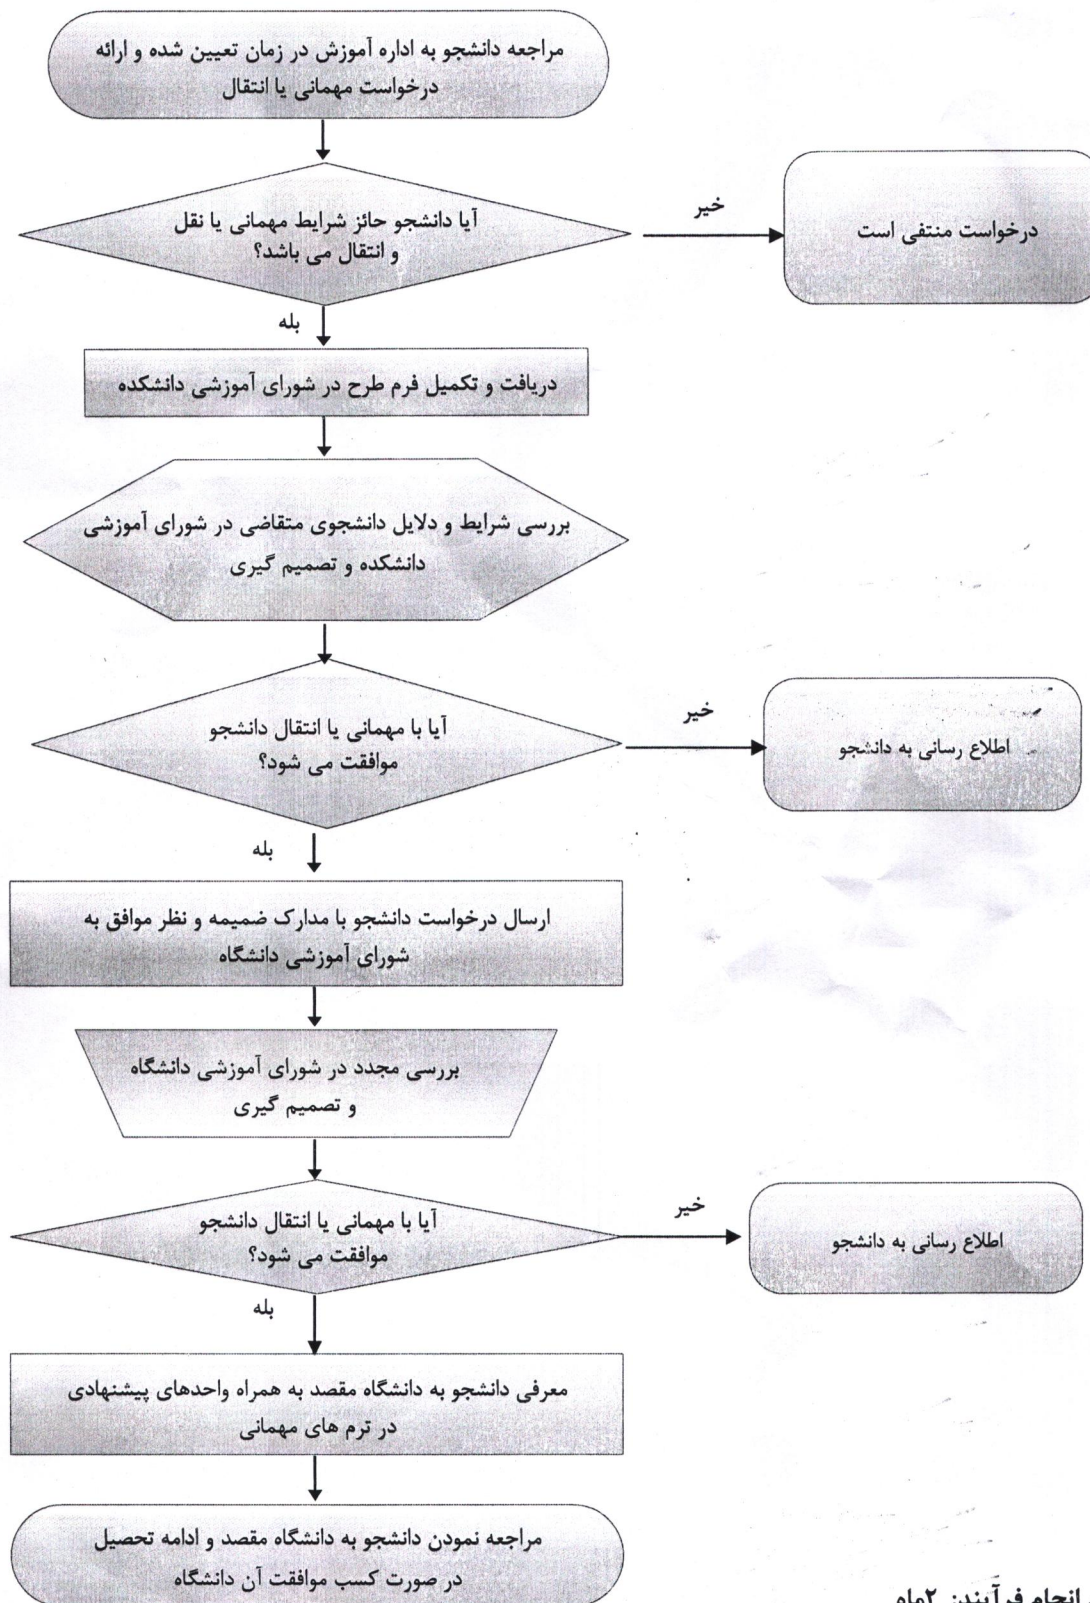 مراجعه دانشجو به اداره آموزش در زمان تعیین شده و ارائه
درخواست مهمانی یا انتقال
آیا دانشجو حائز شرایط مهمانی یا نقل
و انتقال می باشد؟
خیر
درخواست منتفی است
بله
دریافت و تکمیل فرم طرح در شورای آموزشی دانشکده
بررسی شرایط و دلایل دانشجوی متقاضی در شورای آموزشی
دانشکده و تصمیم گیری
آیا با مهمانی یا انتقال دانشجو
موافقت می شود؟
خیر
اطلاع رسانی به دانشجو
بله
ارسال درخواست دانشجو با مدارک ضمیمه و نظر موافق به
شورای آموزشی دانشگاه
بررسی مجدد در شورای آموزشی دانشگاه
و تصمیم گیری
آیا با مهمانی یا انتقال دانشجو
موافقت می شود؟
خیر
اطلاع رسانی به دانشجو
بله
معرفی دانشجو به دانشگاه مقصد به همراه واحدهای پیشنهادی
در ترم های مهمانی
مراجعه نمودن دانشجو به دانشگاه مقصد و ادامه تحصیل
در صورت کسب موافقت آن دانشگاه
انجام فرآیند: ۲ماه